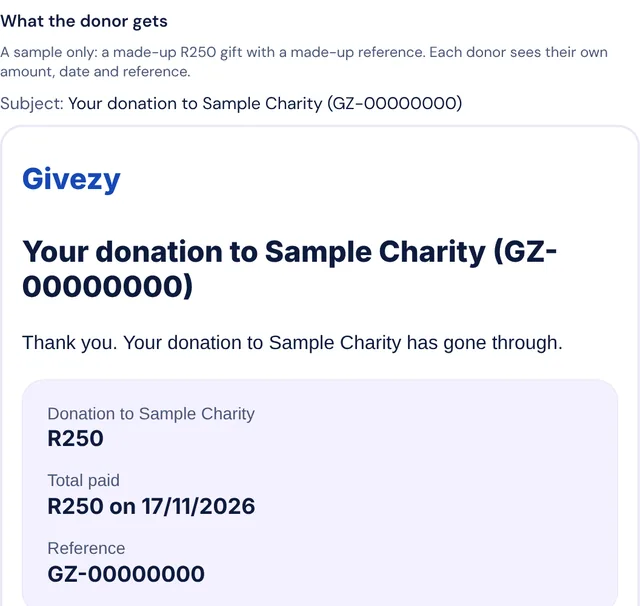 What the donor gets
A sample only: a made-up R250 gift with a made-up reference. Each donor sees their own
amount, date and reference.
Subject: Your donation to Sample Charity (GZ-00000000)
Givezy
Your donation to Sample Charity (GZ-
00000000)
Thank you. Your donation to Sample Charity has gone through.
Donation to Sample Charity
R250
Total paid
R250 on 17/11/2026
Reference
GZ-00000000